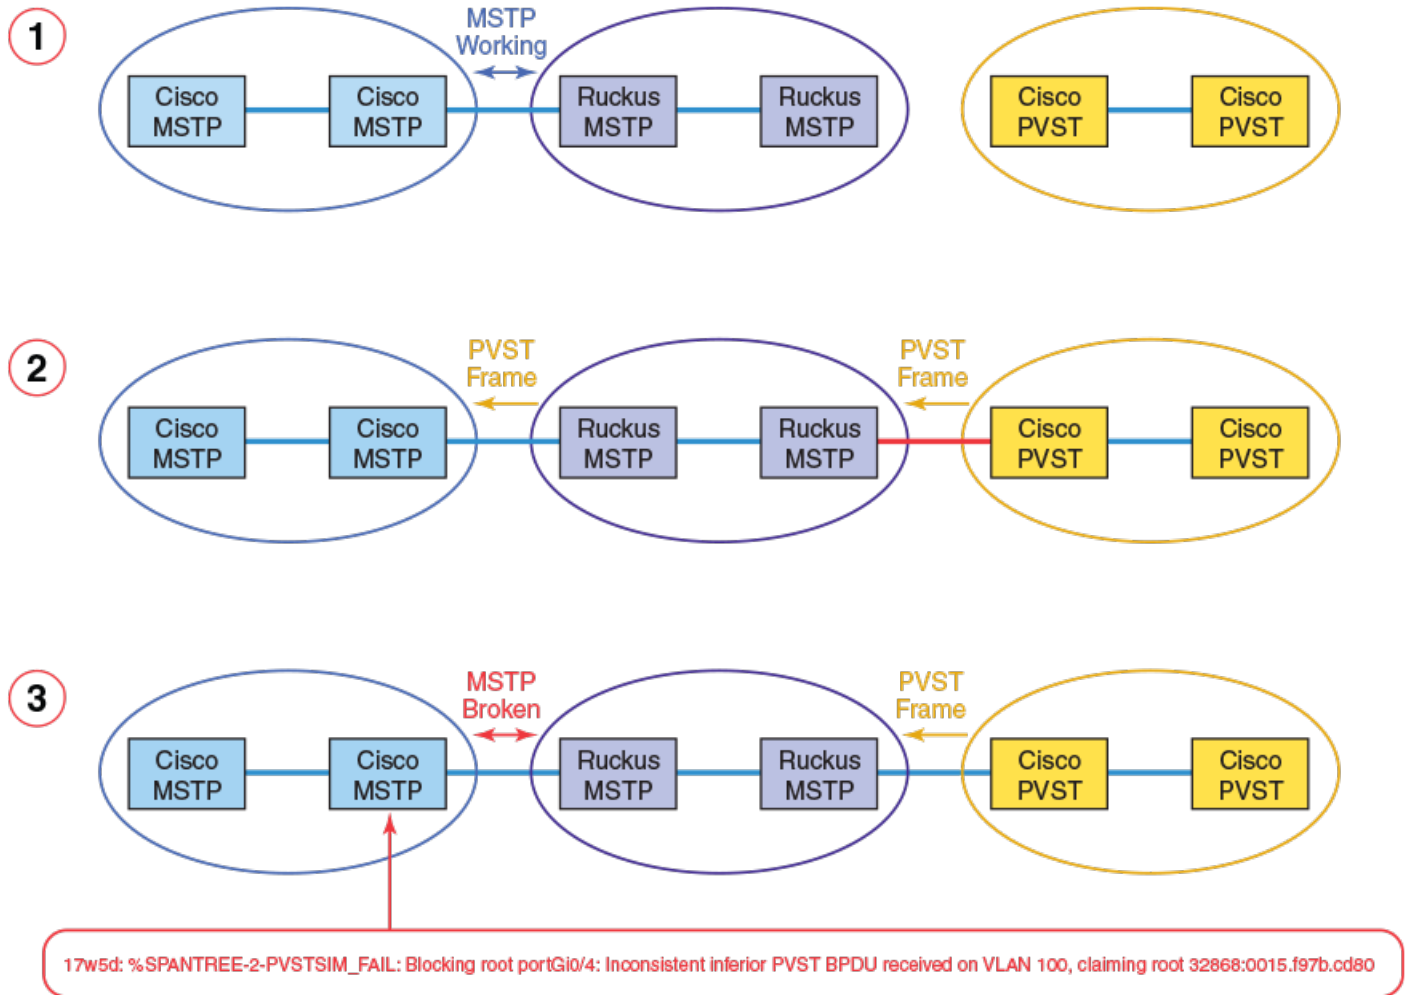 1
MSTP
Working
Cisco
MSTP
Cisco
MSTP
Ruckus
MSTP
Ruckus
MSTP
Cisco
PVST
Cisco
PVST
2
PVST
Frame
PVST
Frame
Cisco
MSTP
Cisco
MSTP
Ruckus
MSTP
Ruckus
MSTP
Cisco
PVST
Cisco
PVST
3
MSTP
Broken
PVST
Frame
Cisco
MSTP
Cisco
MSTP
Ruckus
MSTP
Ruckus
MSTP
Cisco
PVST
Cisco
PVST
17w5d: %SPANTREE-2-PVSTSIM_FAIL: Blocking root portGi0/4: Inconsistent inferior PVST BPDU received on VLAN 100, claiming root 32868:0015.f97b.cd80